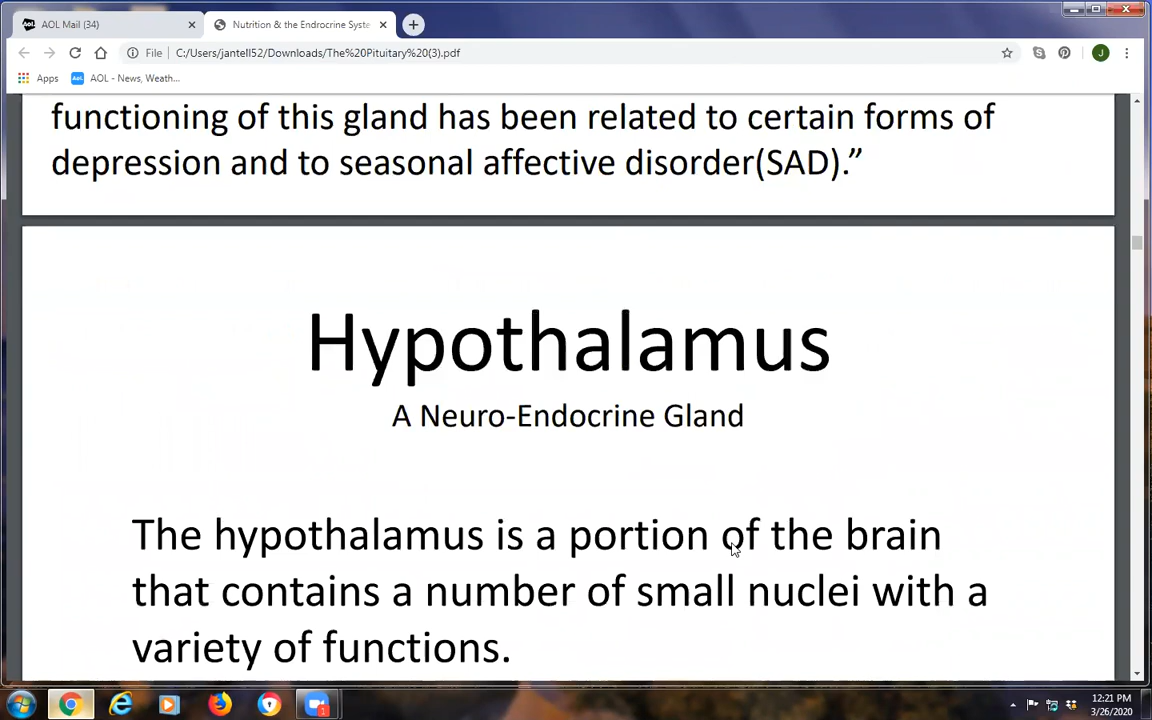 AOL Mail (34)
Nutrition & the Endocrine Syste
File
C:/Users/jantell52/Downloads/The%20Pituitary%20(3).pdf
J
Apps
Aol.
AOL - News, Weath...
functioning of this gland has been related to certain forms of
depression and to seasonal affective disorder(SAD).”
Hypothalamus
A Neuro-Endocrine Gland
The hypothalamus is a portion of the brain
that contains a number of small nuclei with a
variety of functions.
12:21 PM
3/26/2020